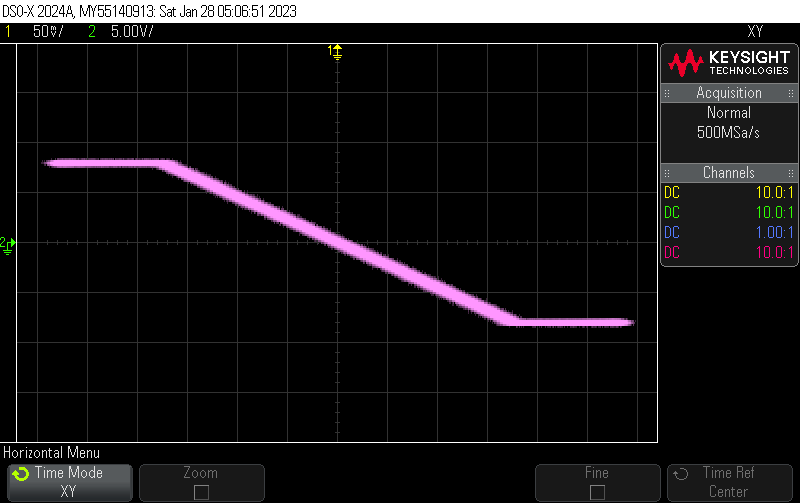 DSO-X 2024A, MY55140913: Sat Jan 28 05:06:51 2023
1 50mV/ 2 5.00V/ XY
1
2
KEYSIGHT
TECHNOLOGIES
Acquisition
Normal
500MSa/s
Channels
DC 10.0:1
DC 10.0:1
DC 1.00:1
DC 10.0:1
Horizontal Menu
Time Mode
XY
Zoom
Fine
Time Ref
Center